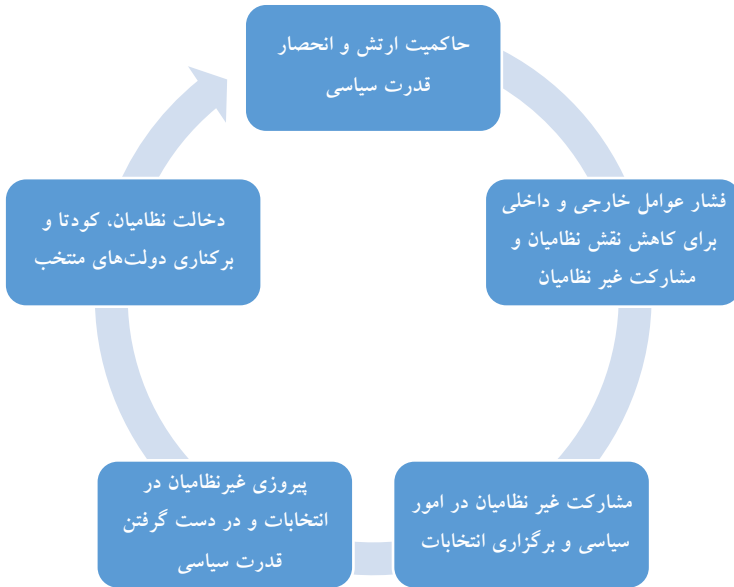 حاکمیت ارتش و انحصار
قدرت سیاسی
فشار عوامل خارجی و داخلی
برای کاهش نقش نظامیان و
مشارکت غیر نظامیان
مشارکت غیر نظامیان در امور
سیاسی و برگزاری انتخابات
پیروزی غیرنظامیان در
انتخابات و در دست گرفتن
قدرت سیاسی
دخالت نظامیان، کودتا و
برکناری دولت‌های منتخب